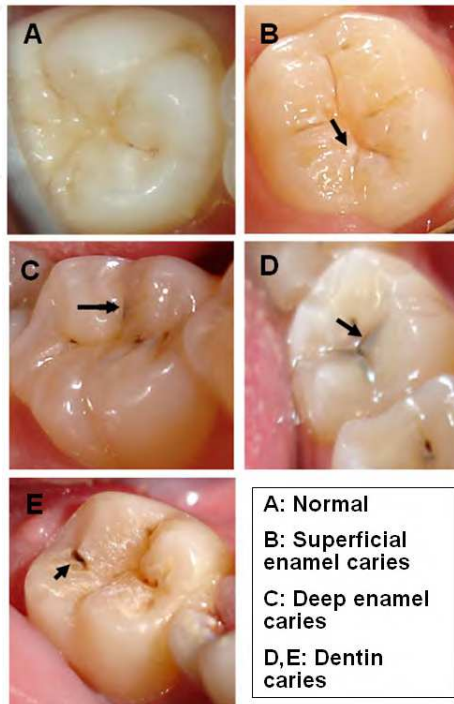 A
B
C
D
E
A: Normal
B: Superficial
enamel caries
C: Deep enamel
caries
D,E: Dentin
caries